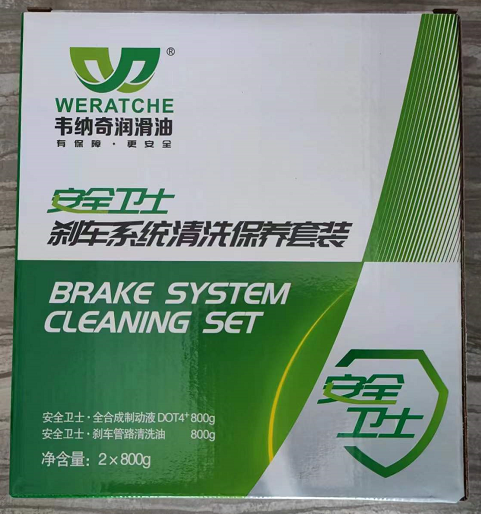 ®
WERATCHE
韦纳奇润滑油
有保障·更安全
安全卫士
刹车系统清洗保养套装
BRAKE SYSTEM
CLEANING SET
安全
卫士
安全卫士·全合成制动液 DOT4+ 800g
安全卫士·刹车管路清洗油 800g
净含量：2×800g